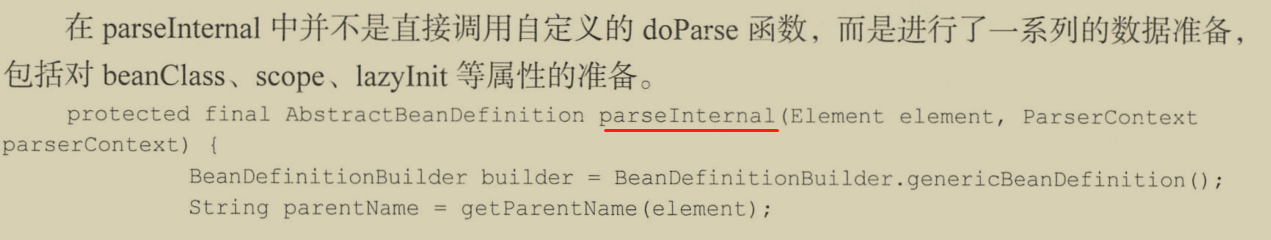 在 parseInternal 中并不是直接调用自定义的 doParse 函数，而是进行了一系列的数据准备，
包括对 beanClass、scope、lazyInit 等属性的准备。
protected final AbstractBeanDefinition parseInternal(Element element, ParserContext
parserContext) {
BeanDefinitionBuilder builder = BeanDefinitionBuilder.genericBeanDefinition();
String parentName = getParentName(element);